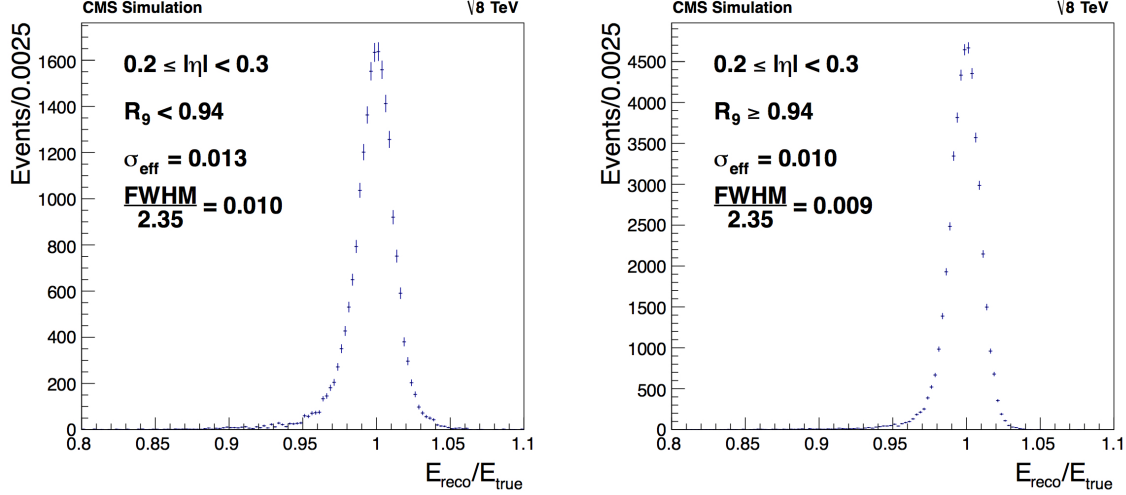 CMS Simulation
√8 TeV
Events/0.0025
0.2 ≤ |η| < 0.3
R9 < 0.94
σeff = 0.013
FWHM
2.35
= 0.010
1600
1400
1200
1000
800
600
400
200
0
0.8
0.85
0.9
0.95
1
1.05
1.1
Ereco/Etrue
CMS Simulation
√8 TeV
Events/0.0025
0.2 ≤ |η| < 0.3
R9 ≥ 0.94
σeff = 0.010
FWHM
2.35
= 0.009
4500
4000
3500
3000
2500
2000
1500
1000
500
0
0.8
0.85
0.9
0.95
1
1.05
1.1
Ereco/Etrue